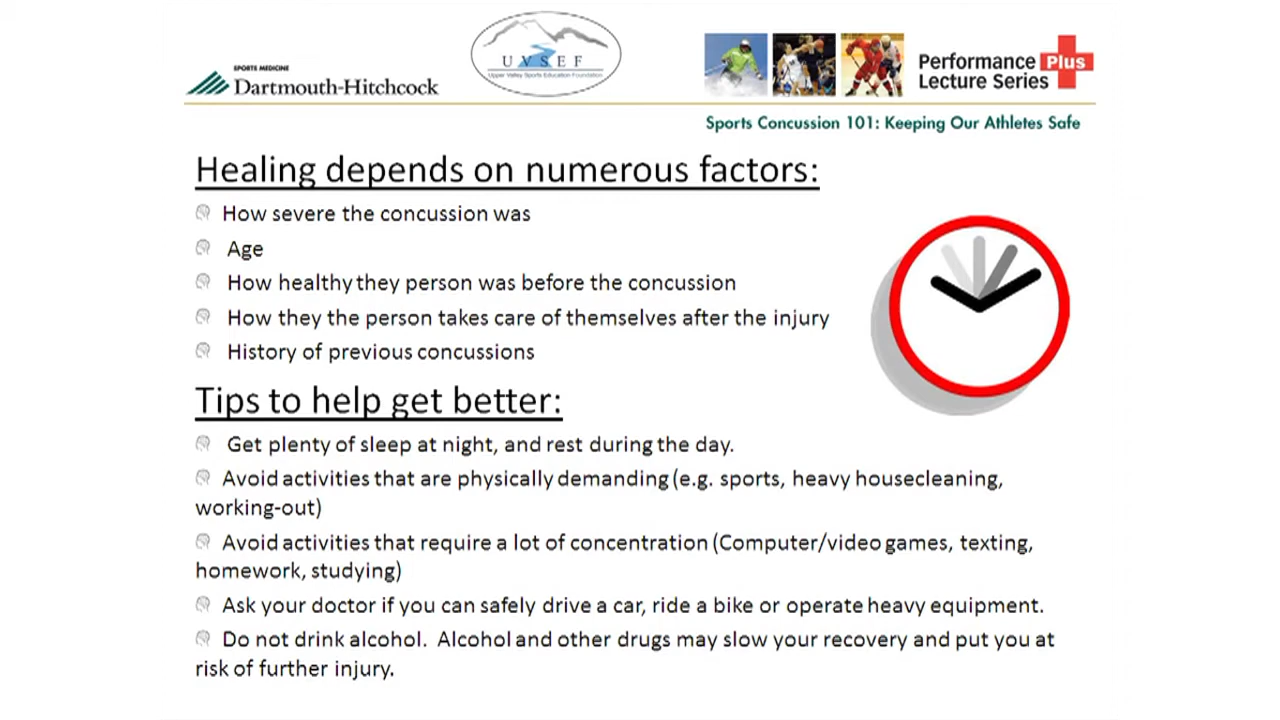 SPORTS MEDICINE
Dartmouth-Hitchcock
UVSEF
Upper Valley Sports Education Foundation
Performance Plus
Lecture Series
Sports Concussion 101: Keeping Our Athletes Safe
Healing depends on numerous factors:
How severe the concussion was
Age
How healthy they person was before the concussion
How they the person takes care of themselves after the injury
History of previous concussions
Tips to help get better:
Get plenty of sleep at night, and rest during the day.
Avoid activities that are physically demanding (e.g. sports, heavy housecleaning,
working-out)
Avoid activities that require a lot of concentration (Computer/video games, texting,
homework, studying)
Ask your doctor if you can safely drive a car, ride a bike or operate heavy equipment.
Do not drink alcohol. Alcohol and other drugs may slow your recovery and put you at
risk of further injury.